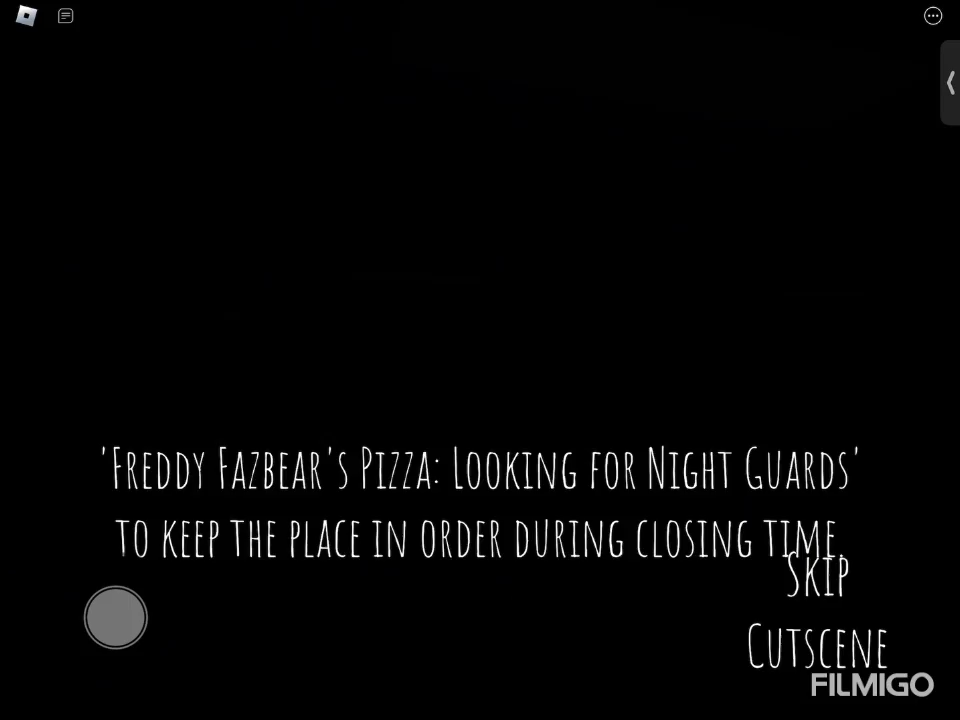 'Freddy Fazbear's Pizza: Looking for Night Guards'
to keep the place in order during closing time.
Skip
Cutscene
FILMIGO